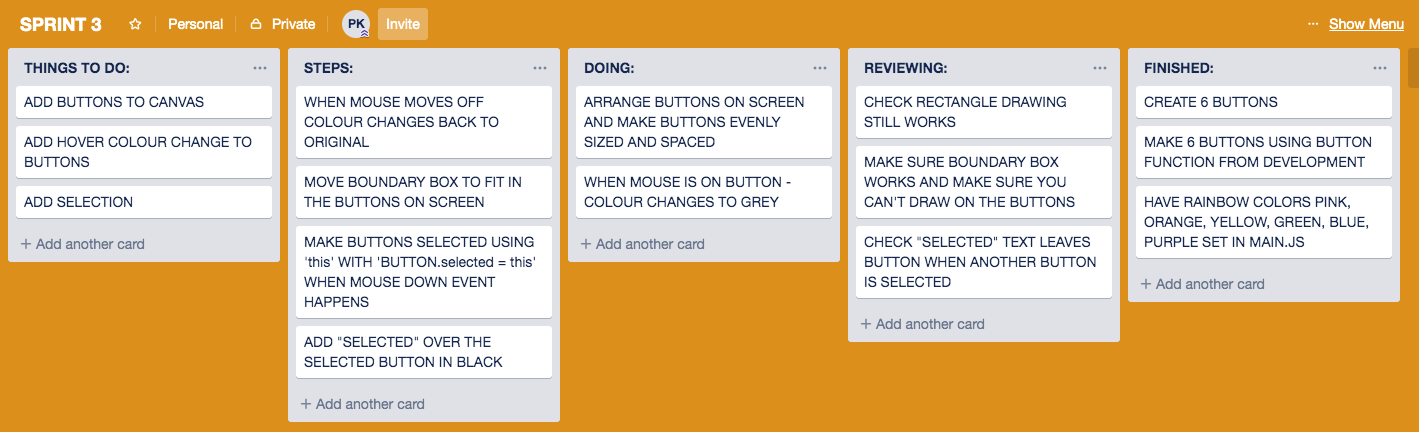 SPRINT 3
Personal
Private
PK
Invite
... Show Menu
THINGS TO DO:
ADD BUTTONS TO CANVAS
ADD HOVER COLOUR CHANGE TO
BUTTONS
ADD SELECTION
+ Add another card
STEPS:
WHEN MOUSE MOVES OFF
COLOUR CHANGES BACK TO
ORIGINAL
MOVE BOUNDARY BOX TO FIT IN
THE BUTTONS ON SCREEN
MAKE BUTTONS SELECTED USING
'this' WITH 'BUTTON.selected = this'
WHEN MOUSE DOWN EVENT
HAPPENS
ADD "SELECTED" OVER THE
SELECTED BUTTON IN BLACK
+ Add another card
DOING:
ARRANGE BUTTONS ON SCREEN
AND MAKE BUTTONS EVENLY
SIZED AND SPACED
WHEN MOUSE IS ON BUTTON -
COLOUR CHANGES TO GREY
+ Add another card
REVIEWING:
CHECK RECTANGLE DRAWING
STILL WORKS
MAKE SURE BOUNDARY BOX
WORKS AND MAKE SURE YOU
CAN'T DRAW ON THE BUTTONS
CHECK "SELECTED" TEXT LEAVES
BUTTON WHEN ANOTHER BUTTON
IS SELECTED
+ Add another card
FINISHED:
CREATE 6 BUTTONS
MAKE 6 BUTTONS USING BUTTON
FUNCTION FROM DEVELOPMENT
HAVE RAINBOW COLORS PINK,
ORANGE, YELLOW, GREEN, BLUE,
PURPLE SET IN MAIN.JS
+ Add another card